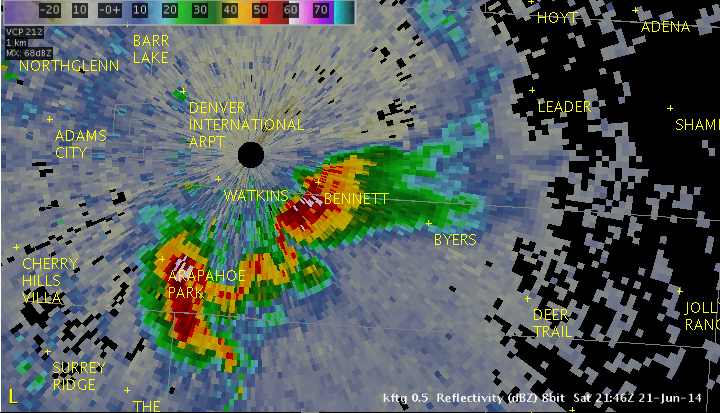 -20 10 -0+ 10 20 30 40 50 60 70
VCP 212
1 km
MX: 68dBZ
HOYT
ADENA
BARR
LAKE
NORTHGLENN
DENVER
INTERNATIONAL
ARPT
LEADER
SHAM
ADAMS
CITY
WATKINS
BENNETT
BYERS
CHERRY
HILLS
VILLA
ARAPAHOE
PARK
DEER
TRAIL
JOLL
RANC
SURREY
RIDGE
THE
L
kftg 0.5 Reflectivity (dBZ) 8bit Sat 21:46Z 21-Jun-14